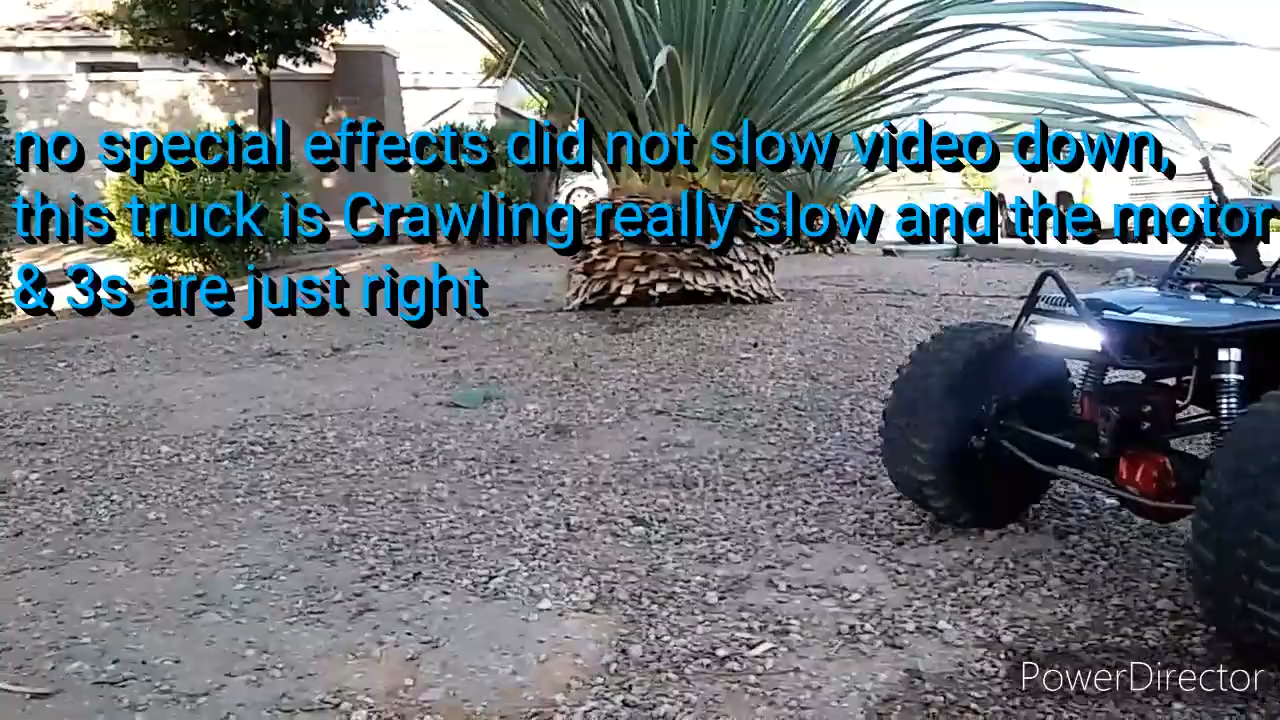 no special effects did not slow video down,
this truck is Crawling really slow and the motor
& 3s are just right
PowerDirector